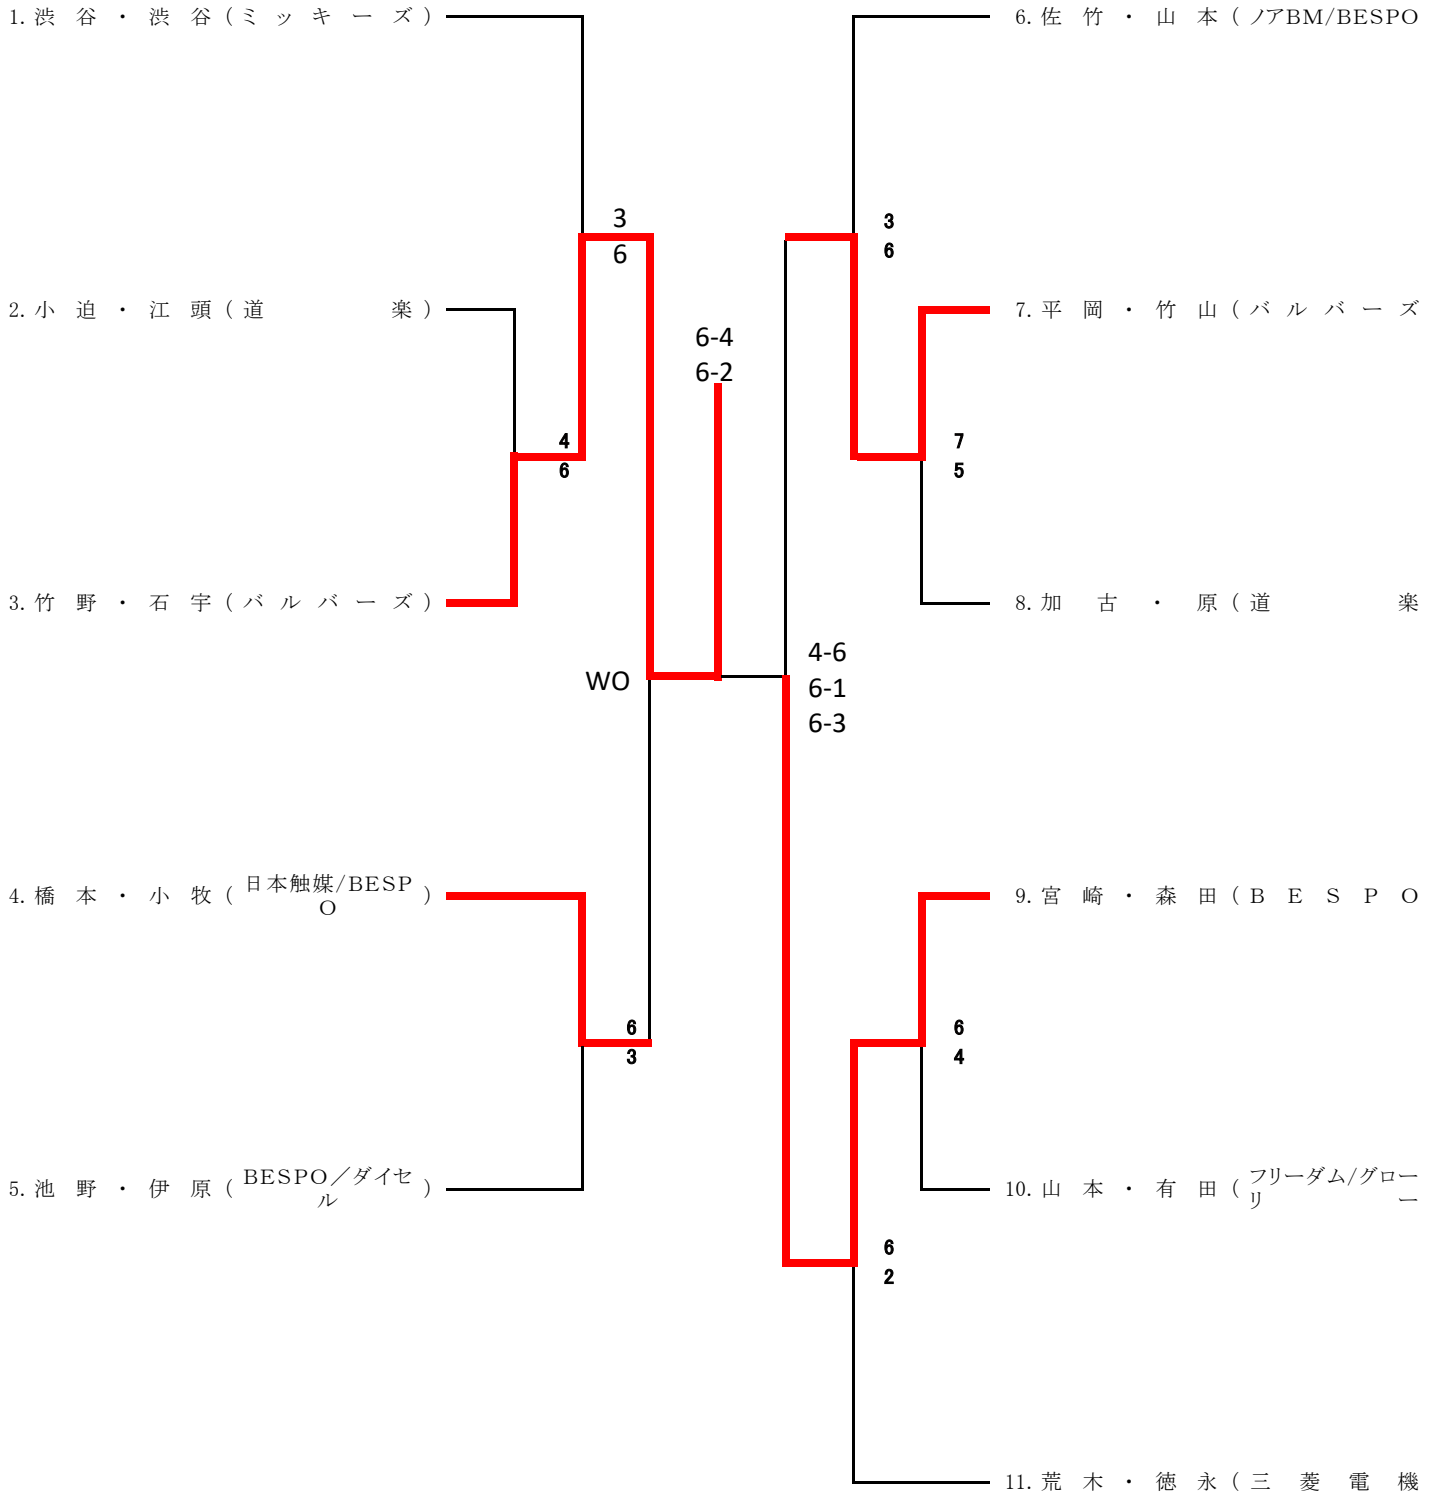 1. 渋谷・渋谷(ミッキーズ)
3
6
2. 小迫・江頭(道楽)
4
6
3. 竹野・石宇(バルバーズ)
WO
4. 橋本・小牧(日本触媒/BESP
O)
6
3
5. 池野・伊原(BESPO／ダイセ
ル)
6-4
6-2
6. 佐竹・山本(ノアBM/BESPO
3
6
7. 平岡・竹山(バルバーズ
7
5
8. 加古・原(道楽
4-6
6-1
6-3
9. 宮崎・森田(BESPO
6
4
10. 山本・有田(フリーダム/グロー
リー
6
2
11. 荒木・徳永(三菱電機